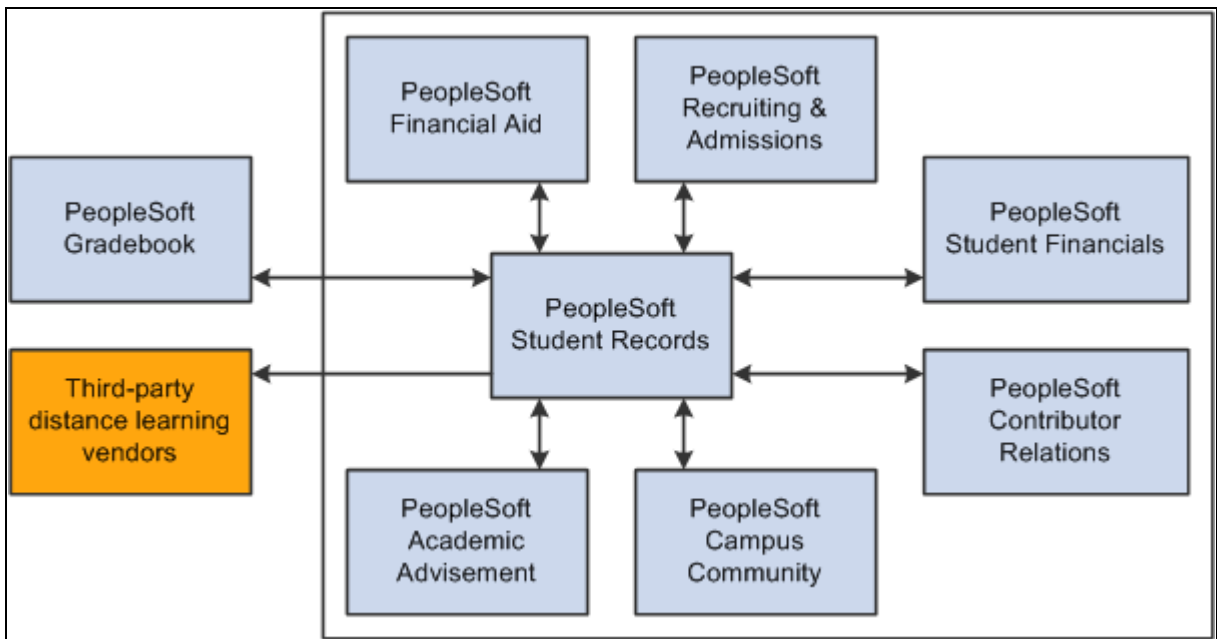 PeopleSoft
Financial Aid
PeopleSoft
Recruiting &
Admissions
PeopleSoft
Gradebook
PeopleSoft
Student Financials
PeopleSoft
Student Records
Third-party
distance learning
vendors
PeopleSoft
Contributor
Relations
PeopleSoft
Academic
Advisement
PeopleSoft
Campus
Community